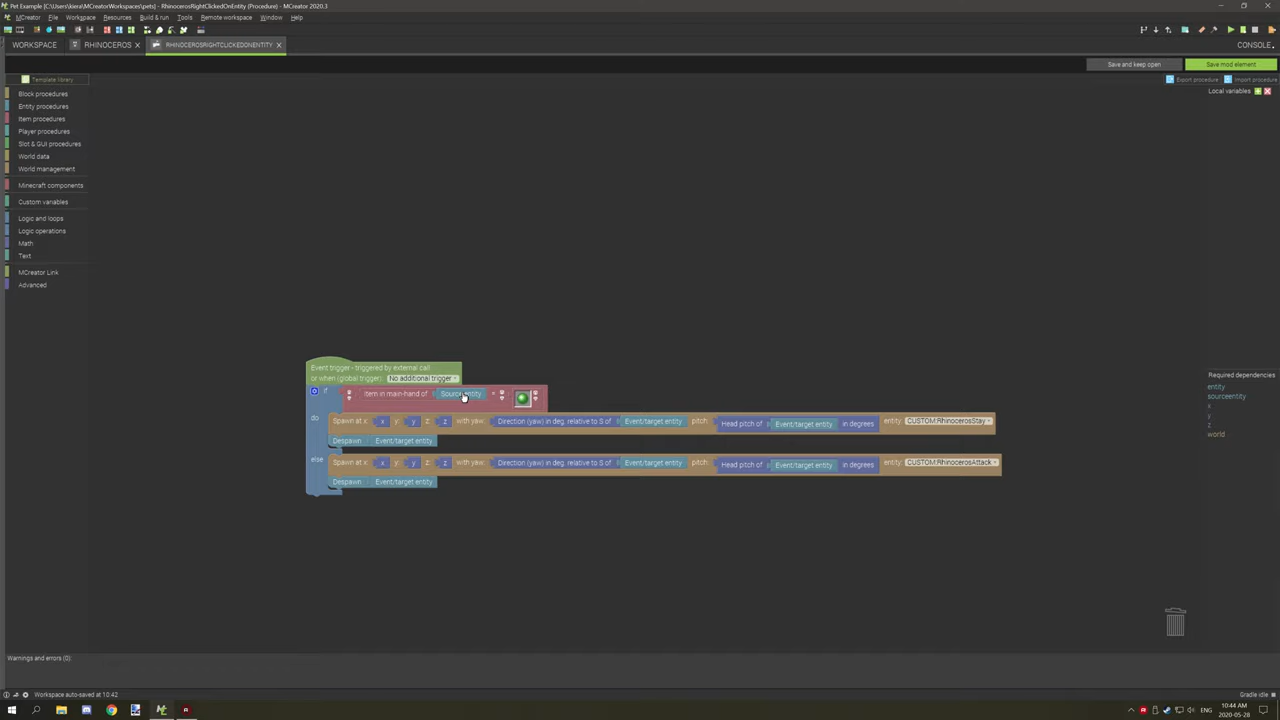 Pet Example [C:\Users\kiera\MCreatorWorkspaces\pets] - RhinocerosRightClickedOnEntity (Procedure) - MCreator 2020.3
MCreator File Workspace Resources Build & run Tools Remote workspace Window Help
WORKSPACE RHINOCEROS RHINOCEROSRIGHTCLICKEDONENTITY CONSOLE
Save and keep open Save mod element
Template library Export procedure Import procedure
Local variables
Block procedures
Entity procedures
Item procedures
Player procedures
Slot & GUI procedures
World data
World management
Minecraft components
Custom variables
Logic and loops
Logic operations
Math
Text
MCreator Link
Advanced
Event trigger - triggered by external call
or when (global trigger: No additional trigger
if Item in main-hand of Source entity =
do Spawn at x: x y: y z: z with yaw: Direction (yaw) in deg. relative to S of Event/target entity pitch: Head pitch of Event/target entity in degrees entity: CUSTOM:RhinocerosStay
Despawn Event/target entity
else Spawn at x: x y: y z: z with yaw: Direction (yaw) in deg. relative to S of Event/target entity pitch: Head pitch of Event/target entity in degrees entity: CUSTOM:RhinocerosAttack
Despawn Event/target entity
Required dependencies
entity
sourceentity
x
y
z
world
Warnings and errors (0):
Workspace auto-saved at 10:42 Gradle idle
ENG 10:44 AM
2020-05-28